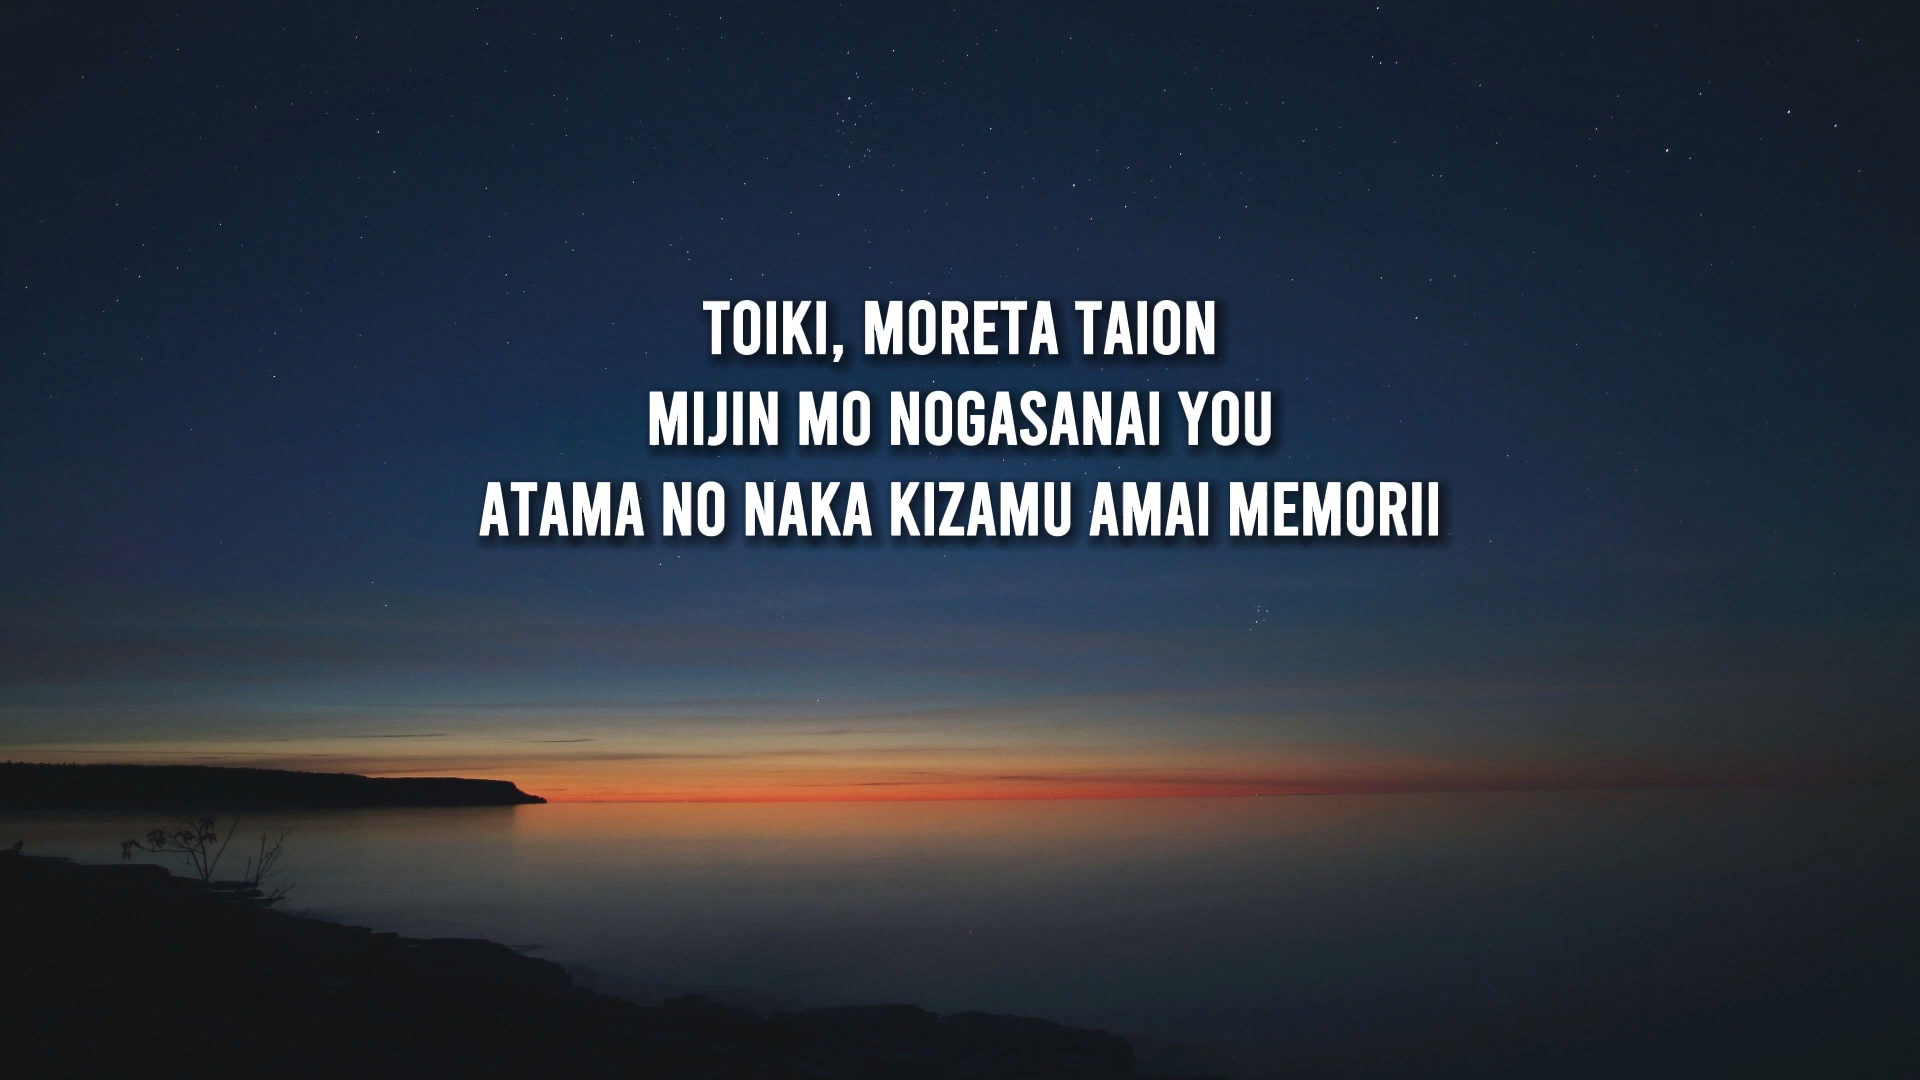 TOIKI, MORETA TAION
MIJIN MO NOGASANAI YOU
ATAMA NO NAKA KIZAMU AMAI MEMORII